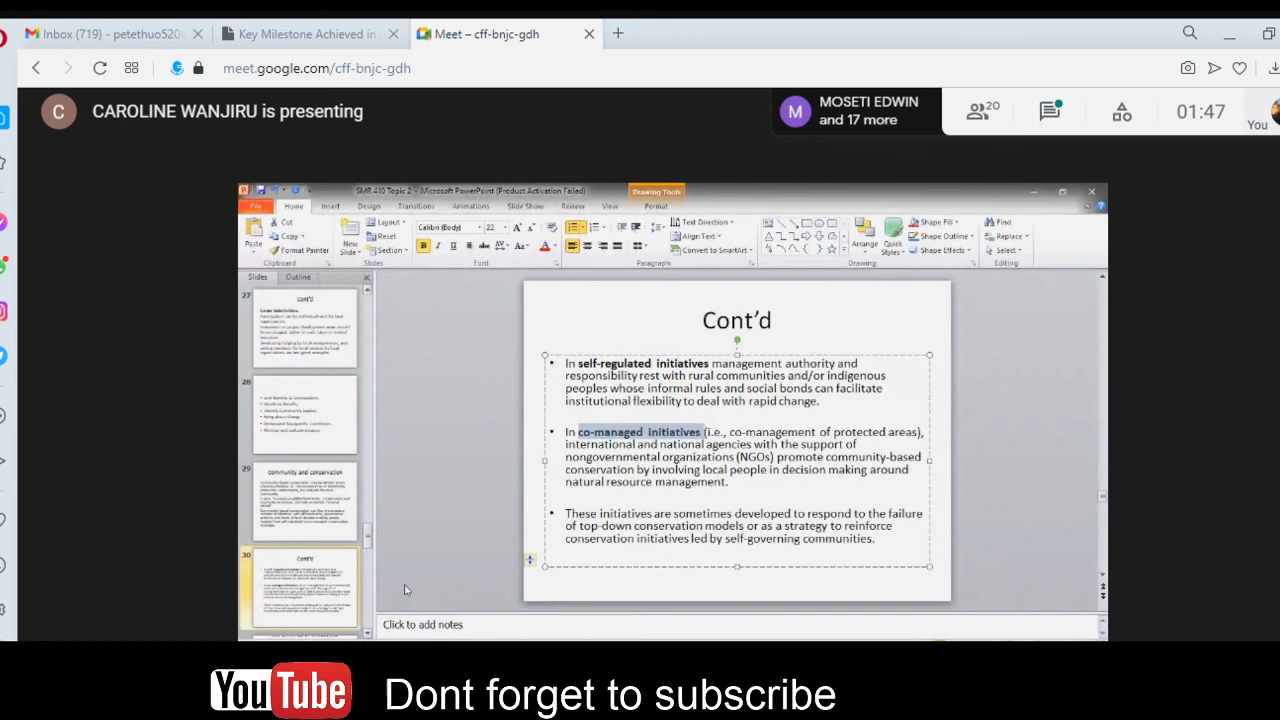 Inbox (719) - petethuo520
Key Milestone Achieved in
Meet – cff-bnjc-gdh
meet.google.com/cff-bnjc-gdh
C
CAROLINE WANJIRU is presenting
M
MOSETI EDWIN
and 17 more
20
01:47
You
SMR 410 Topic 2 - Microsoft PowerPoint (Product Activation Failed)
Drawing Tools
File
Home
Insert
Design
Transitions
Animations
Slide Show
Review
View
Format
Paste
Cut
Copy
Format Painter
Clipboard
New
Slide
Layout
Reset
Section
Slides
Calibri (Body)
22
Font
Text Direction
Align Text
Convert to SmartArt
Paragraph
Arrange
Quick
Styles
Shape Fill
Shape Outline
Shape Effects
Drawing
Find
Replace
Select
Editing
Slides
Outline
27
Cont'd
28
29
Community and conservation
30
Cont'd
Cont'd
• In self-regulated initiatives management authority and
responsibility rest with rural communities and/or indigenous
peoples whose informal rules and social bonds can facilitate
institutional flexibility to deal with rapid change.
• In co-managed initiatives (i.e., co-management of protected areas),
international and national agencies with the support of
nongovernmental organizations (NGOs) promote community-based
conservation by involving local people in decision making around
natural resource management.
• These initiatives are sometimes developed to respond to the failure
of top-down conservation models or as a strategy to reinforce
conservation initiatives led by self-governing communities.
Click to add notes
YouTube
Dont forget to subscribe